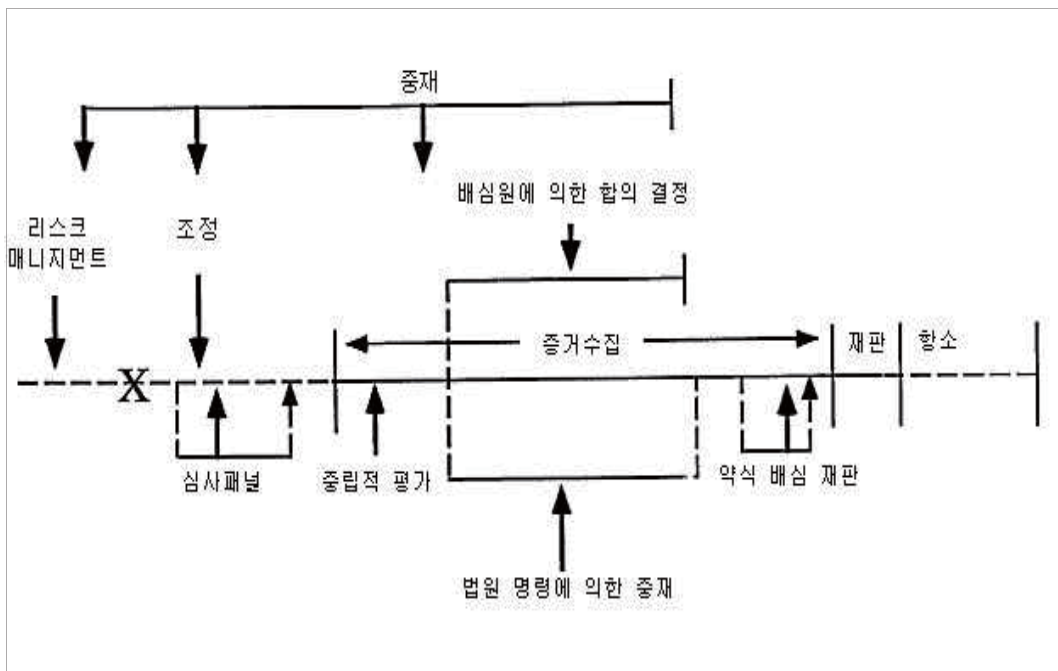 중재
배심원에 의한 합의 결정
리스크
매니지먼트
조정
증거수집
재판
항소
X
심사패널
중립적 평가
약식 배심 재판
법원 명령에 의한 중재